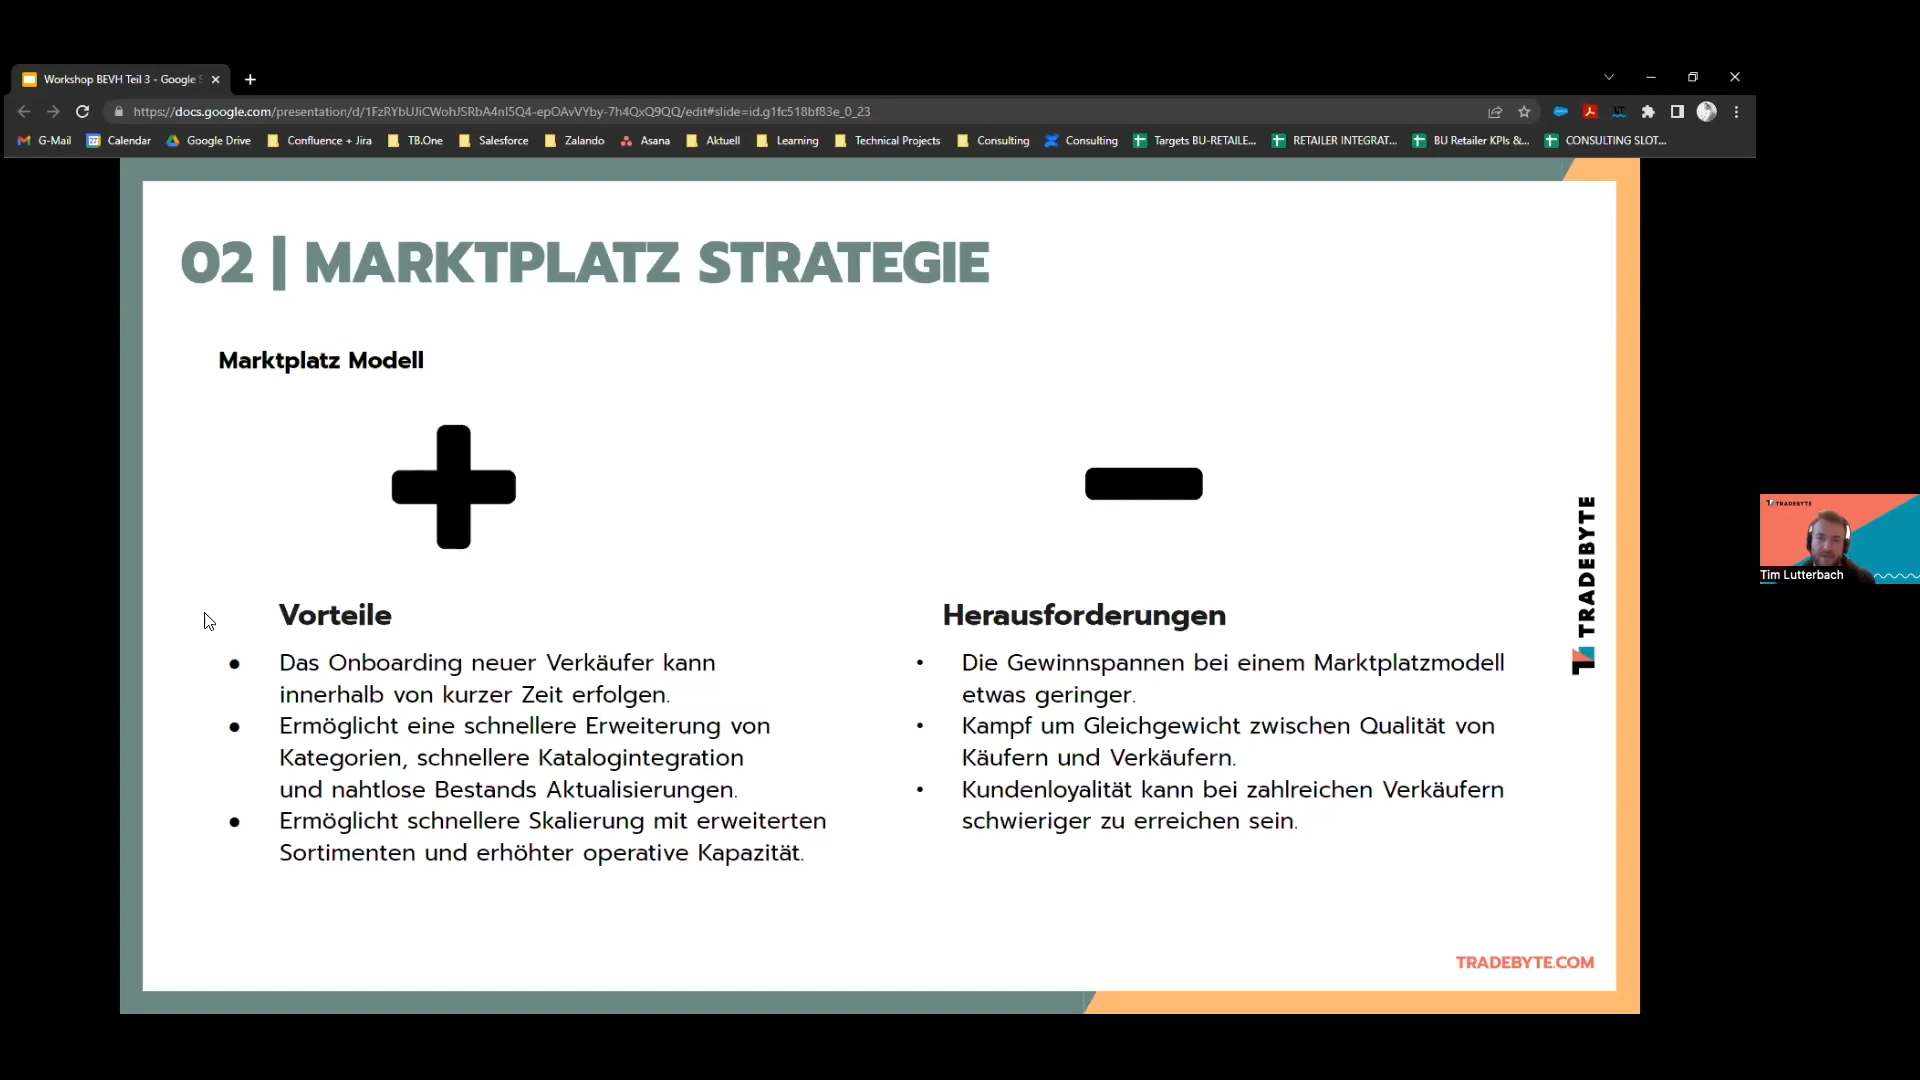 Workshop BEVH Teil 3 - Google S
https://docs.google.com/presentation/d/1FzRYbUJiCWohJSRbA4nI5Q4-epOAvVYby-7h4QxQ9QQ/edit#slide=id.g1fc518bf83e_0_23
G-Mail Calendar Google Drive Confluence + Jira TB.One Salesforce Zalando Asana Aktuell Learning Technical Projects Consulting Consulting Targets BU-RETAILE... RETAILER INTEGRAT... BU Retailer KPIs &... CONSULTING SLOT...
02 | MARKTPLATZ STRATEGIE
Marktplatz Modell
Vorteile
● Das Onboarding neuer Verkäufer kann
innerhalb von kurzer Zeit erfolgen.
● Ermöglicht eine schnellere Erweiterung von
Kategorien, schnellere Katalogintegration
und nahtlose Bestands Aktualisierungen.
● Ermöglicht schnellere Skalierung mit erweiterten
Sortimenten und erhöhter operative Kapazität.
Herausforderungen
• Die Gewinnspannen bei einem Marktplatzmodell
etwas geringer.
• Kampf um Gleichgewicht zwischen Qualität von
Käufern und Verkäufern.
• Kundenloyalität kann bei zahlreichen Verkäufern
schwieriger zu erreichen sein.
TRADEBYTE
TRADEBYTE.COM
TRADEBYTE
Tim Lutterbach